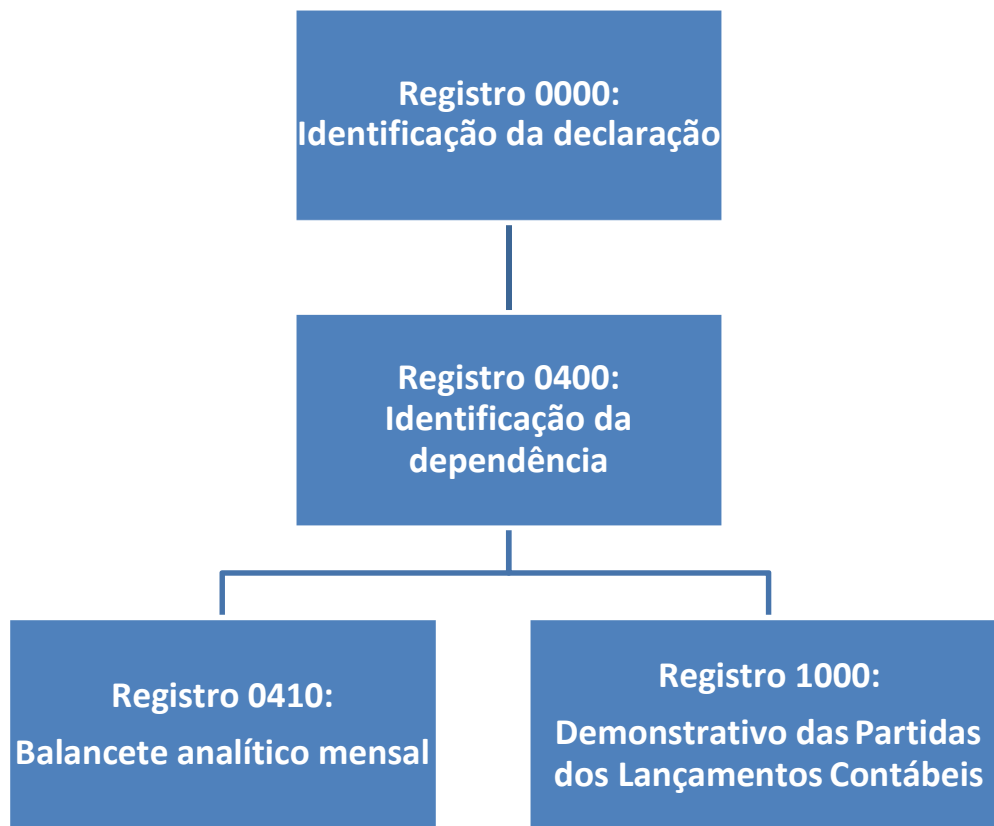 Registro 0000:
Identificação da declaração
Registro 0400:
Identificação da
dependência
Registro 0410:
Balancete analítico mensal
Registro 1000:
Demonstrativo das Partidas
dos Lançamentos Contábeis